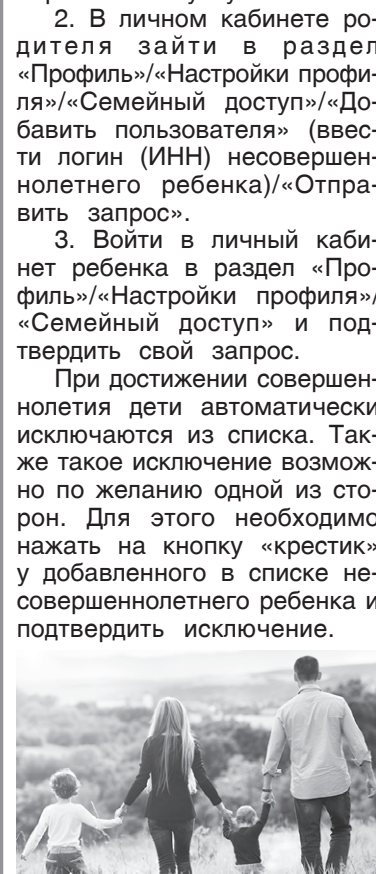 2. В личном кабинете ро-
дителя зайти в раздел
«Профиль»/«Настройки профи-
ля»/«Семейный доступ»/«До-
бавить пользователя» (ввес-
ти логин (ИНН) несовершен-
нолетнего ребенка)/«Отпра-
вить запрос».
3. Войти в личный каби-
нет ребенка в раздел «Про-
филь»/«Настройки профиля»/
«Семейный доступ» и под-
твердить свой запрос.
При достижении совершен-
нолетия дети автоматически
исключаются из списка. Так-
же такое исключение возмож-
но по желанию одной из сто-
рон. Для этого необходимо
нажать на кнопку «крестик»
у добавленного в списке не-
совершеннолетнего ребенка и
подтвердить исключение.